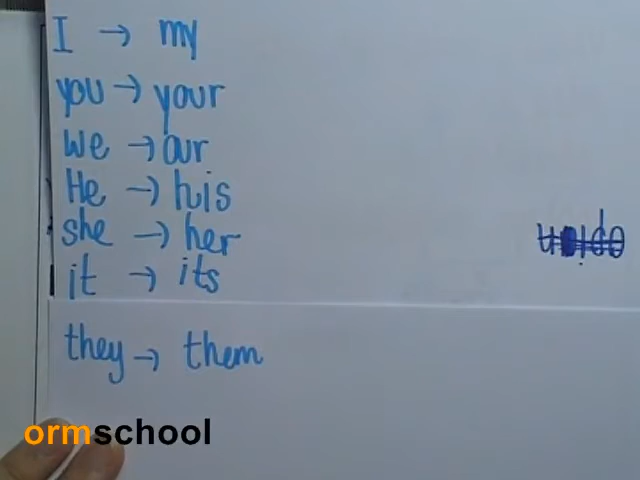 I → my
you → your
we → our
He → his
she → her
it → its
they → them
ormschool